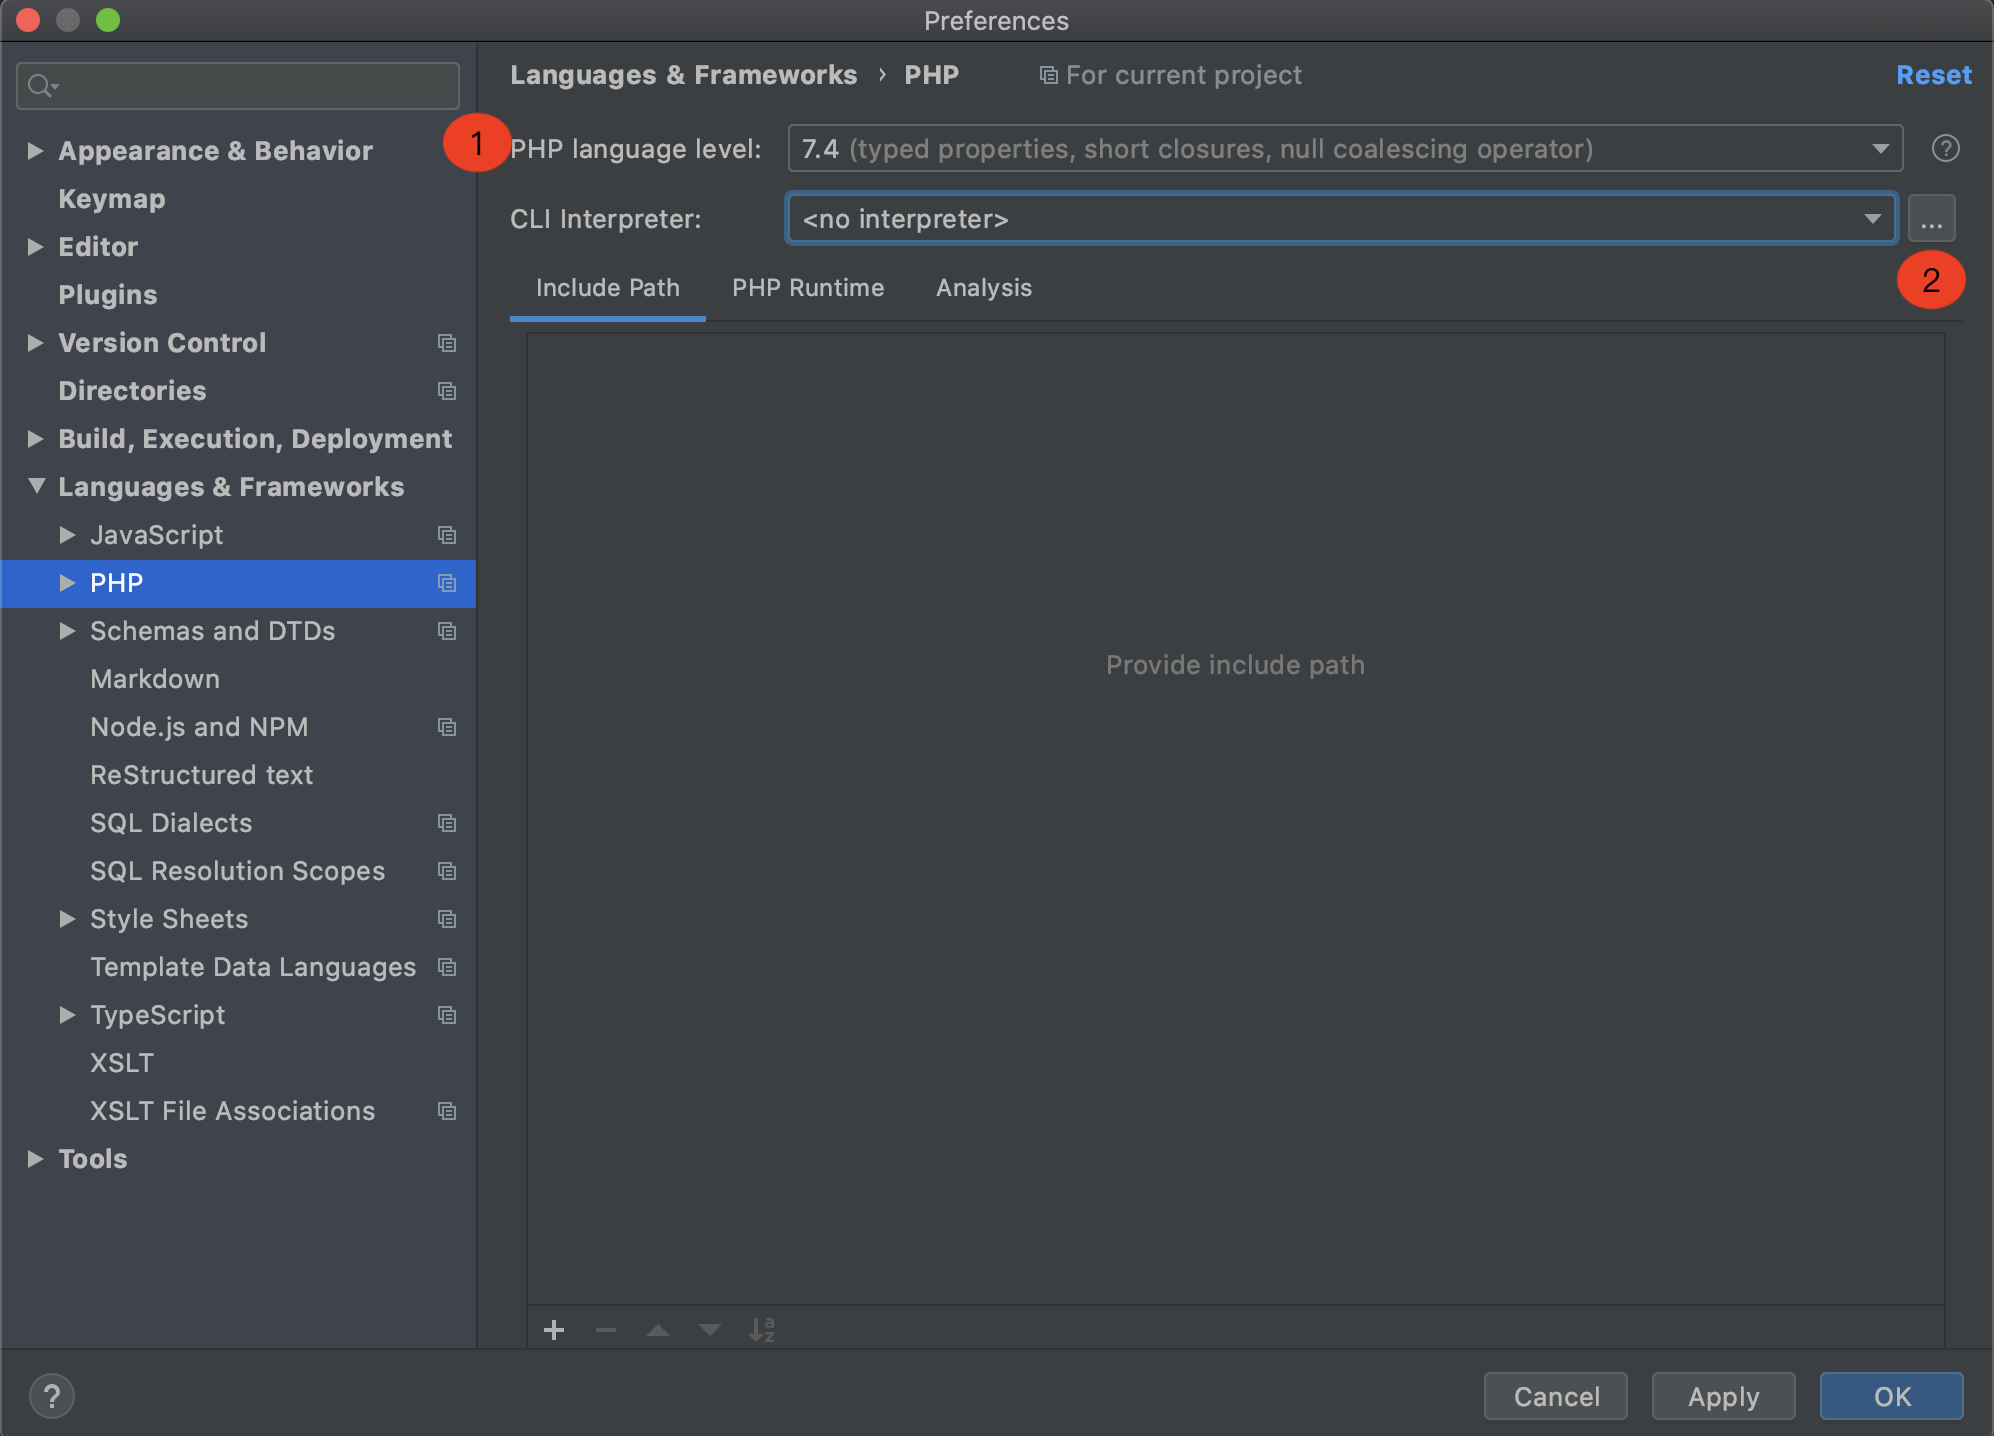 Preferences
Languages & Frameworks › PHP For current project Reset
1 PHP language level: 7.4 (typed properties, short closures, null coalescing operator) ?
CLI Interpreter: <no interpreter> ...
2
Include Path PHP Runtime Analysis
Provide include path
Appearance & Behavior
Keymap
Editor
Plugins
Version Control
Directories
Build, Execution, Deployment
Languages & Frameworks
JavaScript
PHP
Schemas and DTDs
Markdown
Node.js and NPM
ReStructured text
SQL Dialects
SQL Resolution Scopes
Style Sheets
Template Data Languages
TypeScript
XSLT
XSLT File Associations
Tools
a
z
? Cancel Apply OK